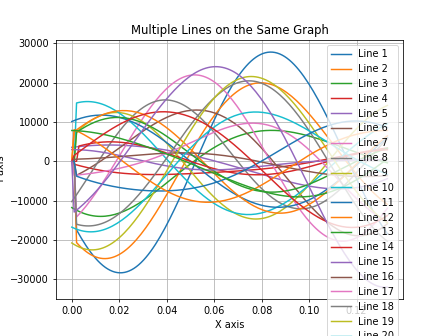 Multiple Lines on the Same Graph
30000
20000
10000
0
−10000
−20000
−30000
0.00
0.02
0.04
0.06
0.08
0.10
X axis
Line 1
Line 2
Line 3
Line 4
Line 5
Line 6
Line 7
Line 8
Line 9
Line 10
Line 11
Line 12
Line 13
Line 14
Line 15
Line 16
Line 17
Line 18
Line 19
Line 20